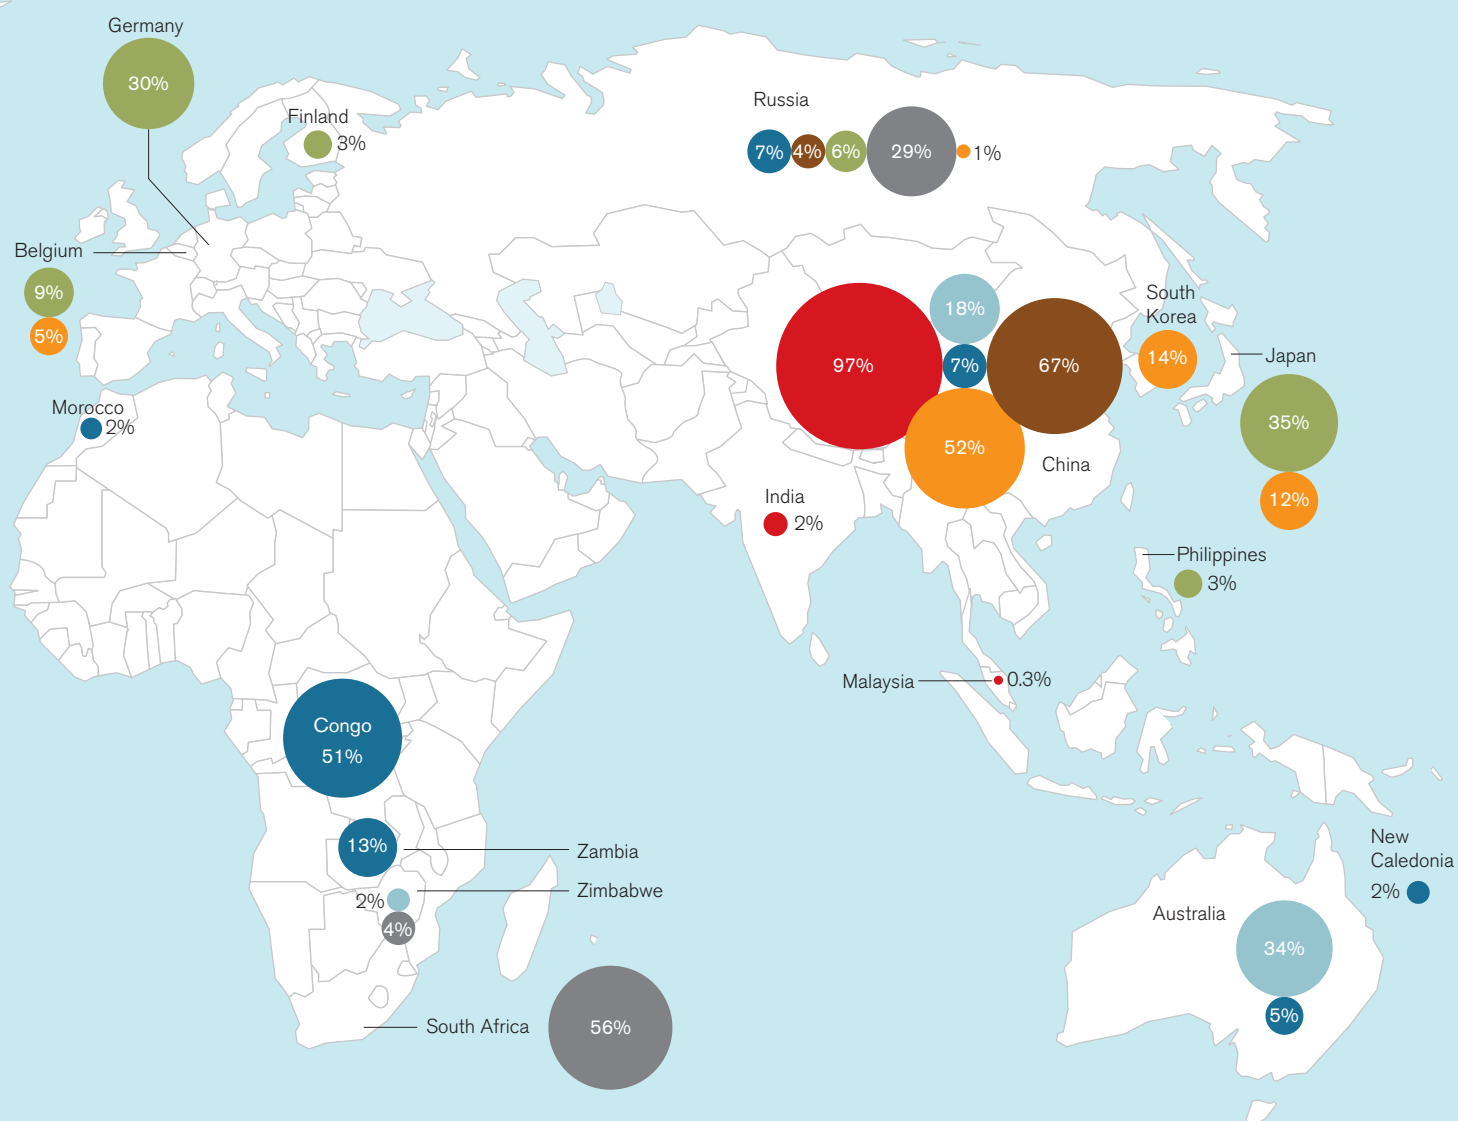 Germany
30%
Finland
3%
Russia
7%
4%
6%
29%
1%
Belgium
9%
5%
South
Korea
14%
18%
97%
7%
67%
52%
China
Japan
35%
12%
Morocco
2%
India
2%
Philippines
3%
Malaysia
0.3%
Congo
51%
13%
Zambia
Zimbabwe
2%
4%
New
Caledonia
2%
Australia
34%
5%
South Africa
56%